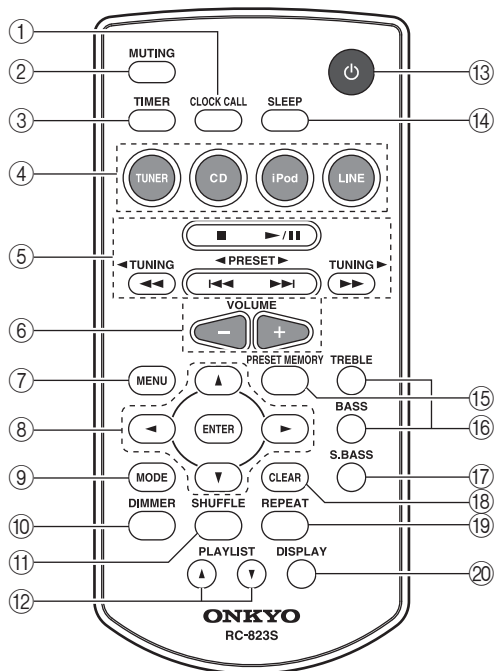 ①
② MUTING ⑬
③ TIMER CLOCK CALL SLEEP ⑭
④ TUNER CD iPod LINE
⑤ ■ ►/II
◄ TUNING ◄ PRESET ► TUNING ►
◄◄ I◄◄ ►►I ►►
⑥ VOLUME
− +
⑦ MENU ▲ PRESET MEMORY TREBLE ⑮
⑧ ◄ ENTER ► BASS ⑯
⑨ MODE ▼ CLEAR S.BASS ⑰
⑱
⑩ DIMMER SHUFFLE REPEAT ⑲
⑪
⑫ PLAYLIST DISPLAY ⑳
▲ ▼
ONKYO
RC-823S